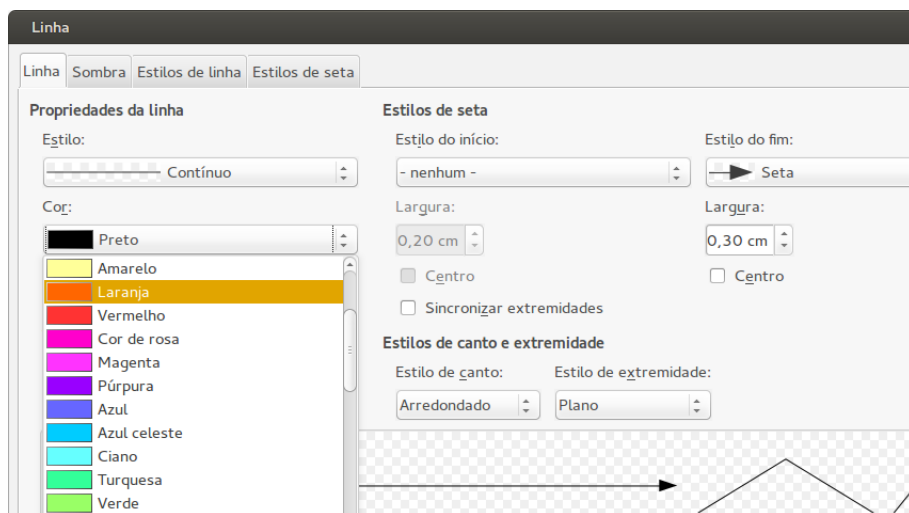 Linha
Linha Sombra Estilos de linha Estilos de seta
Propriedades da linha
Estilo:
Contínuo
Cor:
Preto
Amarelo
Laranja
Vermelho
Cor de rosa
Magenta
Púrpura
Azul
Azul celeste
Ciano
Turquesa
Verde
Estilos de seta
Estilo do início:
- nenhum -
Largura:
0,20 cm
Centro
Sincronizar extremidades
Estilo do fim:
Seta
Largura:
0,30 cm
Centro
Estilos de canto e extremidade
Estilo de canto: Estilo de extremidade:
Arredondado Plano